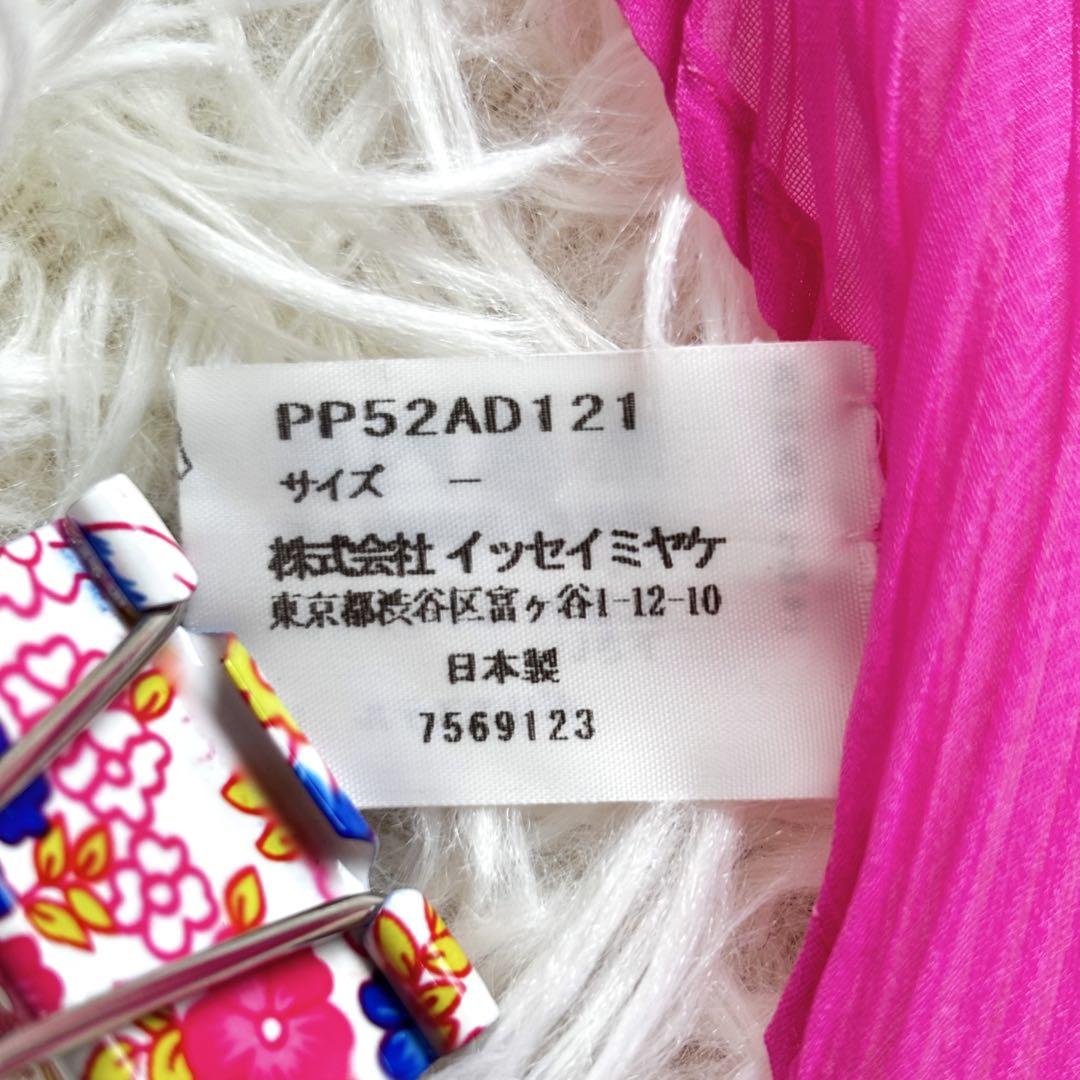 PP52AD121
サイズ －
株式会社 イッセイミヤケ
東京都渋谷区富ヶ谷1-12-10
日本製
7569123